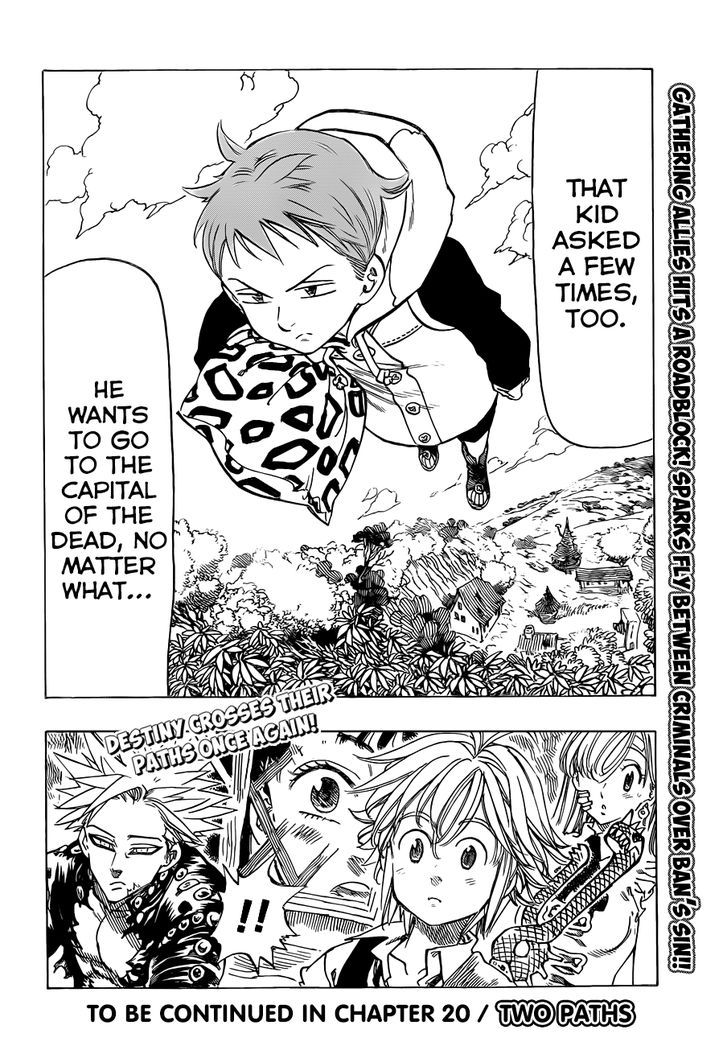 THAT
KID
ASKED
A FEW
TIMES,
TOO.
HE
WANTS
TO GO
TO THE
CAPITAL
OF THE
DEAD, NO
MATTER
WHAT...
GATHERING ALLIES HITS A ROADBLOCK! SPARKS FLY BETWEEN CRIMINALS OVER BAN'S SIN!!
DESTINY CROSSES THEIR
PATHS ONCE AGAIN!
!!
TO BE CONTINUED IN CHAPTER 20 / TWO PATHS